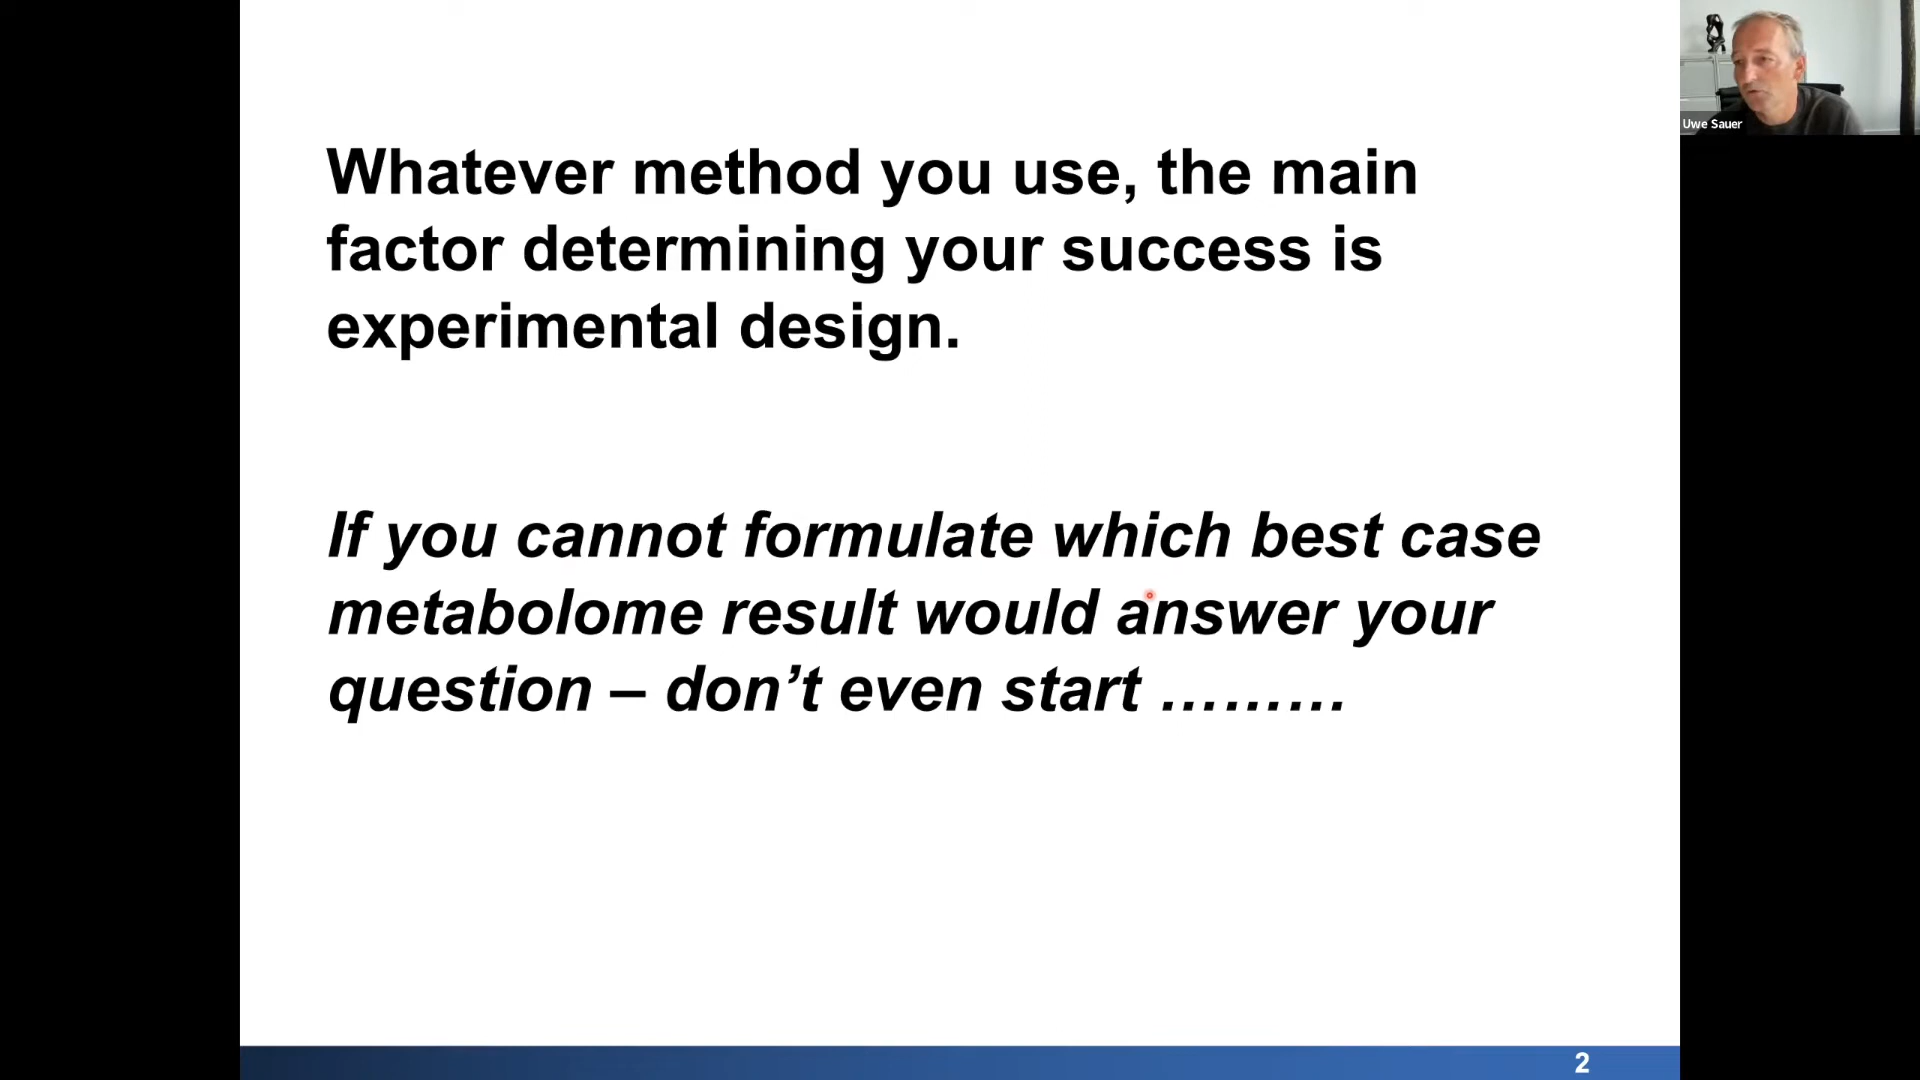 Whatever method you use, the main
factor determining your success is
experimental design.
If you cannot formulate which best case
metabolome result would answer your
question – don’t even start ………
Uwe Sauer
2